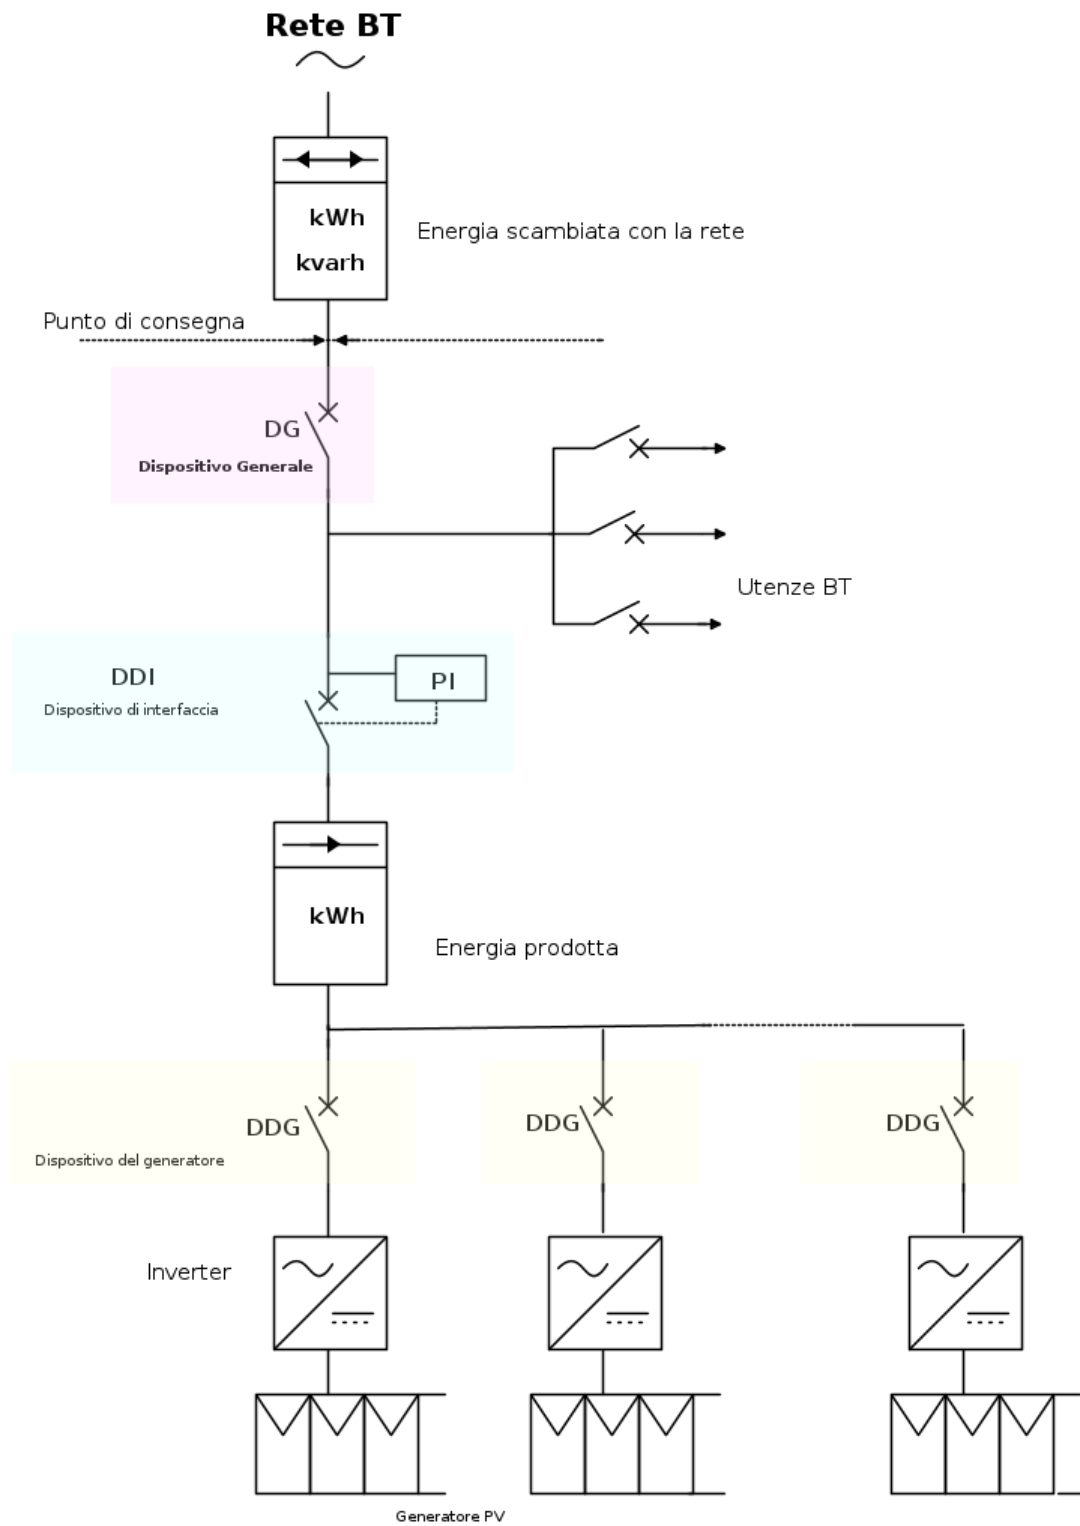 Rete BT
kWh
kvarh
Energia scambiata con la rete
Punto di consegna
DG
Dispositivo Generale
Utenze BT
DDI
Dispositivo di interfaccia
PI
kWh
Energia prodotta
DDG
Dispositivo del generatore
DDG
DDG
Inverter
Generatore PV